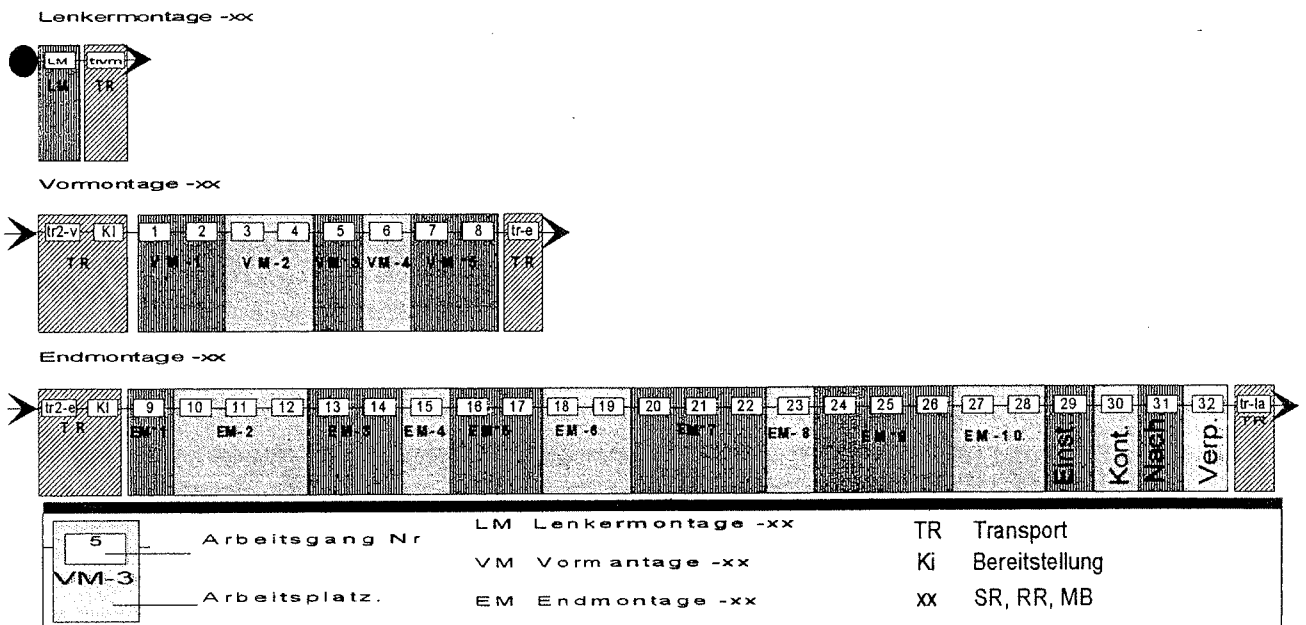 Lenkermontage -xx
LM trvm
LM TR
Vormontage -xx
tr2-v KI 1 2 3 4 5 6 7 8 tr-e
TR VM-1 VM-2 VM-3 VM-4 VM-5 TR
Endmontage -xx
tr2-e KI 9 10 11 12 13 14 15 16 17 18 19 20 21 22 23 24 25 26 27 28 29 30 31 32 tr-la
TR EM-1 EM-2 EM-3 EM-4 EM-5 EM-6 EM-7 EM-8 EM-9 EM-10. Einst. Kont. Nach. Verp. TR
5 Arbeitsgang Nr LM Lenkermontage -xx TR Transport
VM-3 VM Vormantage -xx Ki Bereitstellung
Arbeitsplatz. EM Endmontage -xx xx SR, RR, MB